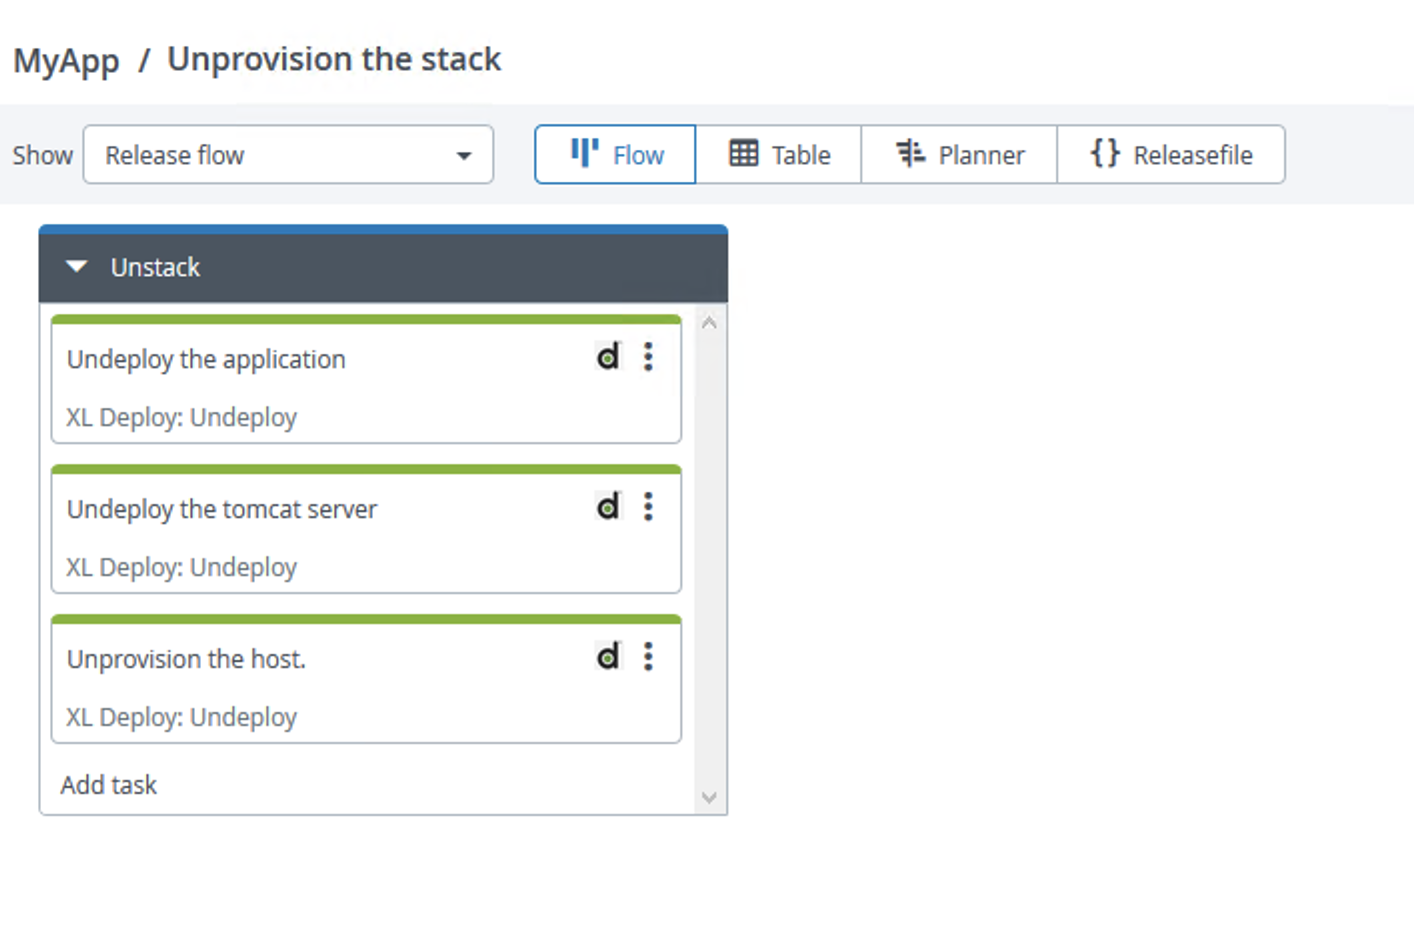 MyApp / Unprovision the stack
Show Release flow Flow Table Planner {} Releasefile
Unstack
Undeploy the application
XL Deploy: Undeploy
Undeploy the tomcat server
XL Deploy: Undeploy
Unprovision the host.
XL Deploy: Undeploy
Add task